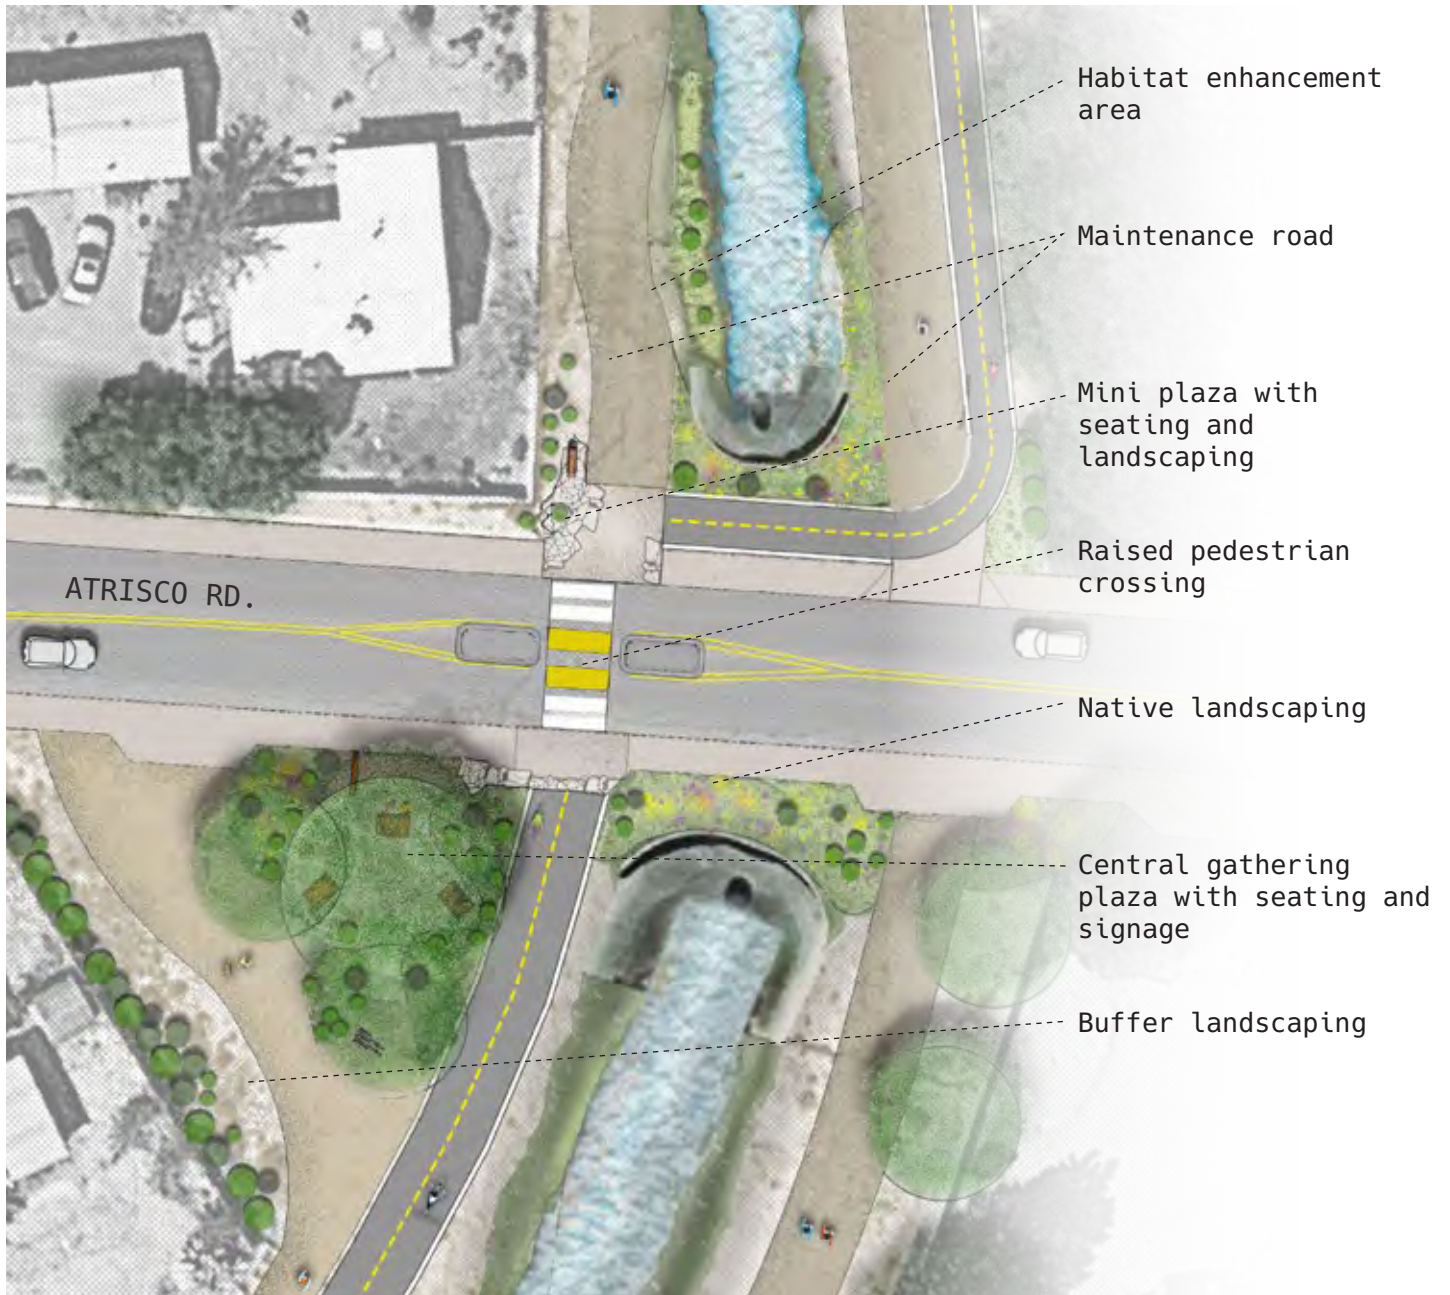 Habitat enhancement
area
Maintenance road
Mini plaza with
seating and
landscaping
Raised pedestrian
crossing
ATRISCO RD.
Native landscaping
Central gathering
plaza with seating and
signage
Buffer landscaping